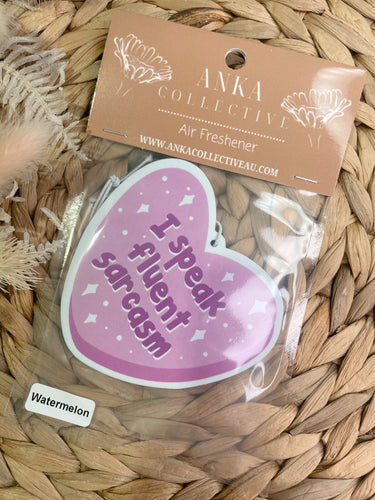 ANKA
COLLECTIVE
Air Freshener
WWW.ANKACOLLECTIVEAU.COM
I speak
fluent
sarcasm
Watermelon